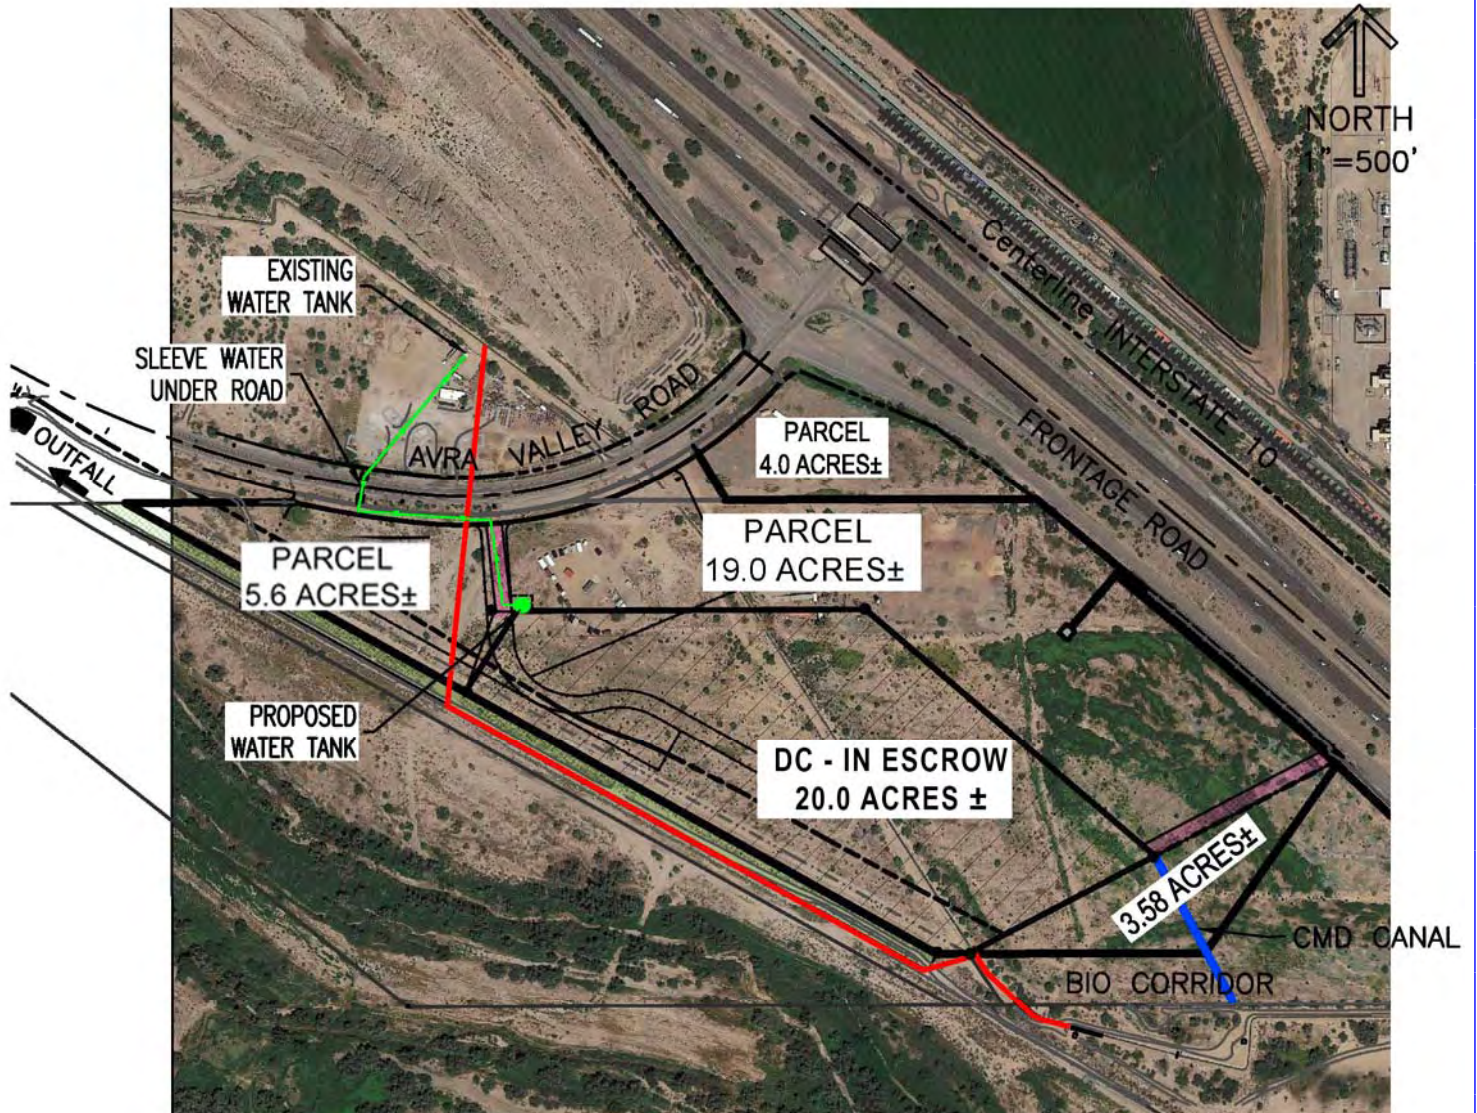 NORTH
1"=500'
Centerline INTERSTATE 10
EXISTING
WATER TANK
SLEEVE WATER
UNDER ROAD
AVRA VALLEY ROAD
FRONTAGE ROAD
PARCEL
4.0 ACRES±
OUTFALL
PARCEL
19.0 ACRES±
PARCEL
5.6 ACRES±
PROPOSED
WATER TANK
DC - IN ESCROW
20.0 ACRES ±
3.58 ACRES±
CMD CANAL
BIO CORRIDOR